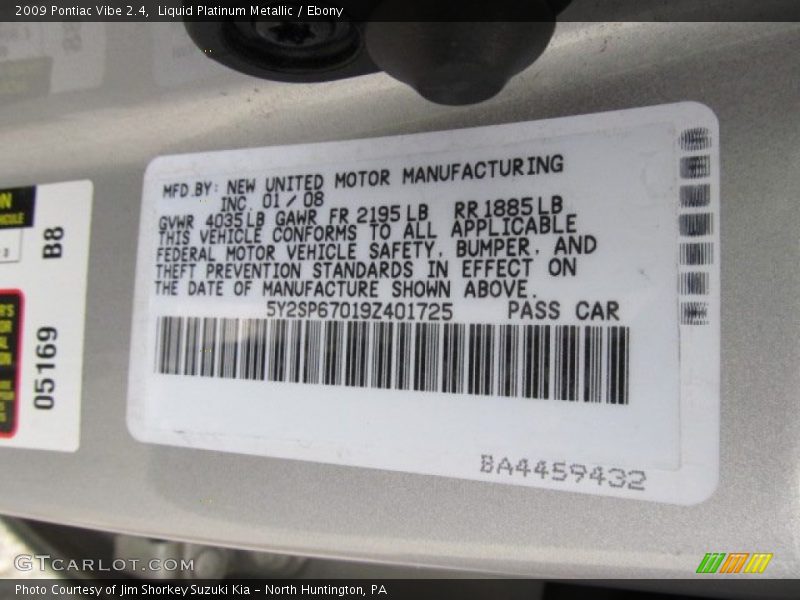 2009 Pontiac Vibe 2.4,  Liquid Platinum Metallic / Ebony
MFD.BY: NEW UNITED MOTOR MANUFACTURING
INC. 01/08
GVWR 4035LB GAWR FR 2195LB RR 1885LB
THIS VEHICLE CONFORMS TO ALL APPLICABLE
FEDERAL MOTOR VEHICLE SAFETY, BUMPER, AND
THEFT PREVENTION STANDARDS IN EFFECT ON
THE DATE OF MANUFACTURE SHOWN ABOVE.
5Y2SP67019Z401725 PASS CAR
BA4459432
B8
05169
GTCARLOT.COM
Photo Courtesy of Jim Shorkey Suzuki Kia - North Huntington, PA